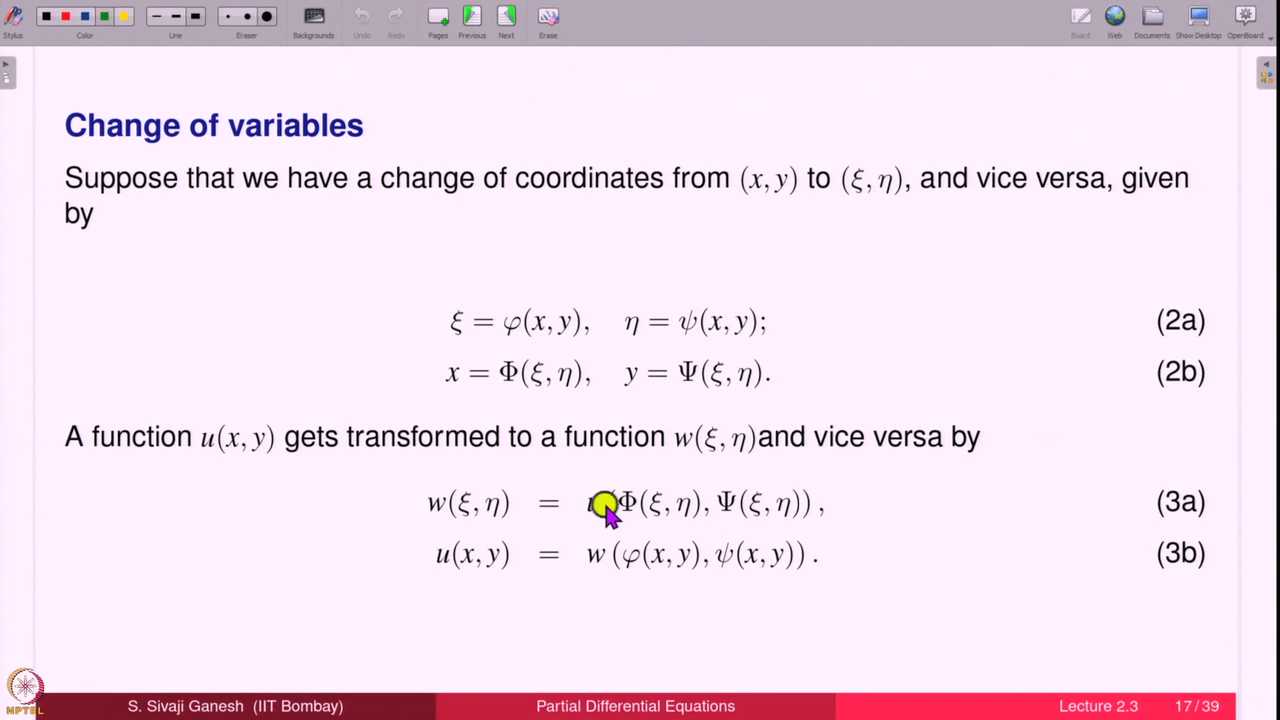 Stylus Color Line Eraser Backgrounds Undo Redo Pages Previous Next Erase Board Web Documents Show Desktop OpenBoard
Change of variables
Suppose that we have a change of coordinates from (x, y) to (ξ, η), and vice versa, given
by
ξ = φ(x, y), η = ψ(x, y); (2a)
x = Φ(ξ, η), y = Ψ(ξ, η). (2b)
A function u(x, y) gets transformed to a function w(ξ, η)and vice versa by
w(ξ, η) = (Φ(ξ, η), Ψ(ξ, η)) , (3a)
u(x, y) = w (φ(x, y), ψ(x, y)) . (3b)
NPTEL
S. Sivaji Ganesh (IIT Bombay) Partial Differential Equations Lecture 2.3 17 / 39